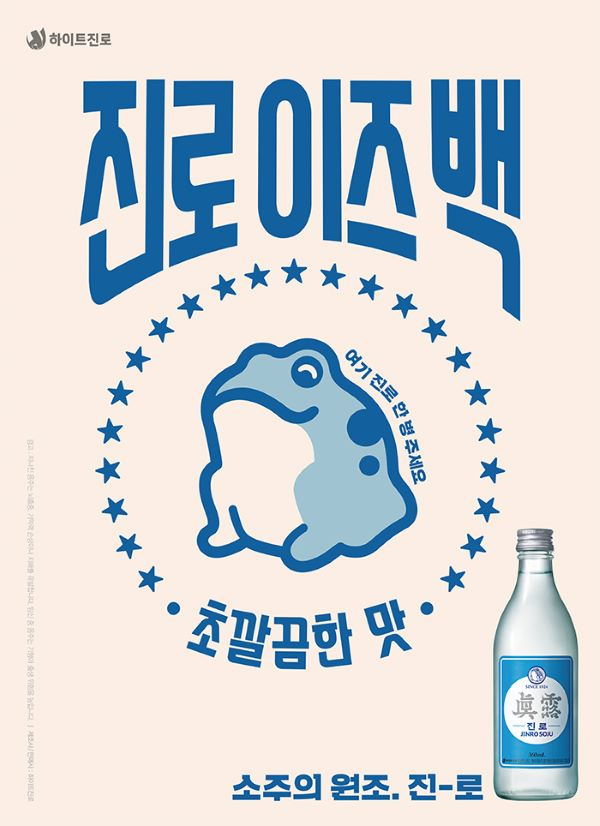 하이트진로
진로이즈백
여기 진로 한 병 주세요
초깔끔한 맛
SINCE 1924
眞露
진로
JINRO SOJU
360mL
소주의 원조. 진-로